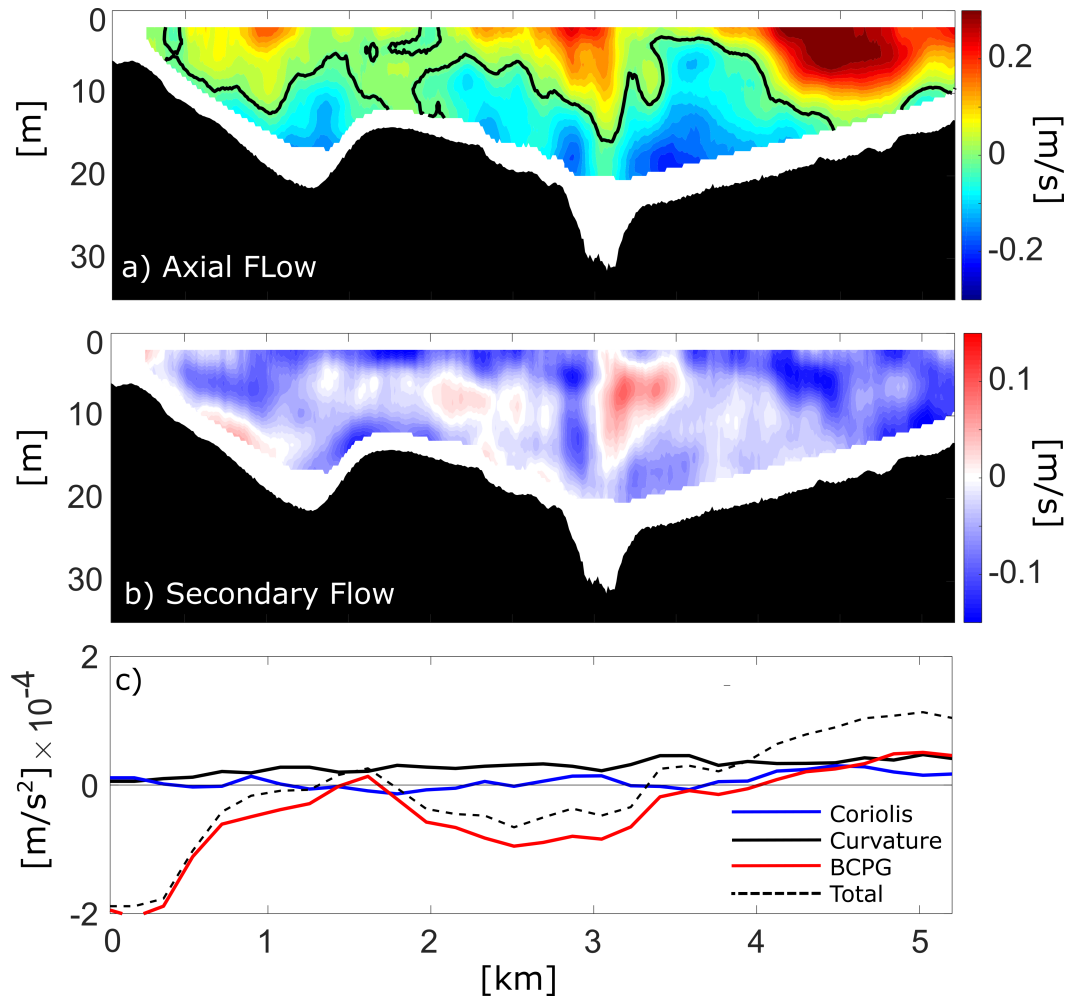 0
10
20
30
[m]
a) Axial FLow
0.2
0
-0.2
[m/s]
0
10
20
30
[m]
b) Secondary Flow
0.1
0
-0.1
[m/s]
c)
2
0
-2
[m/s²] × 10⁻⁴
Coriolis
Curvature
BCPG
Total
0 1 2 3 4 5
[km]